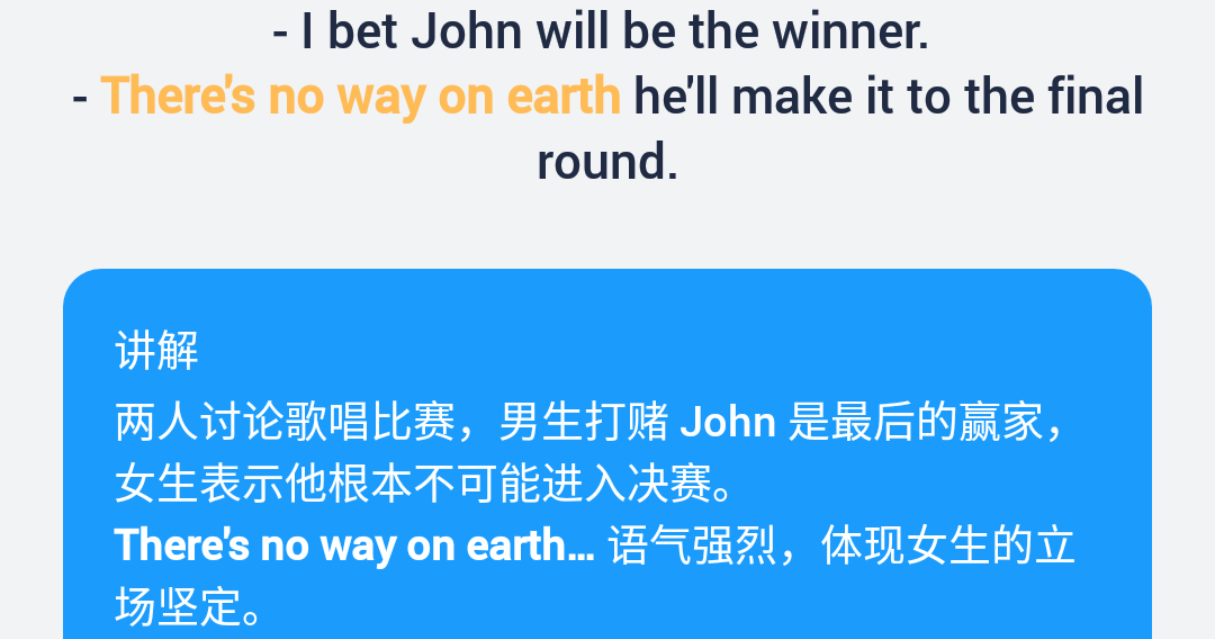 - I bet John will be the winner.
- There's no way on earth he'll make it to the final
round.
讲解
两人讨论歌唱比赛，男生打赌 John 是最后的赢家，
女生表示他根本不可能进入决赛。
There's no way on earth... 语气强烈，体现女生的立
场坚定。